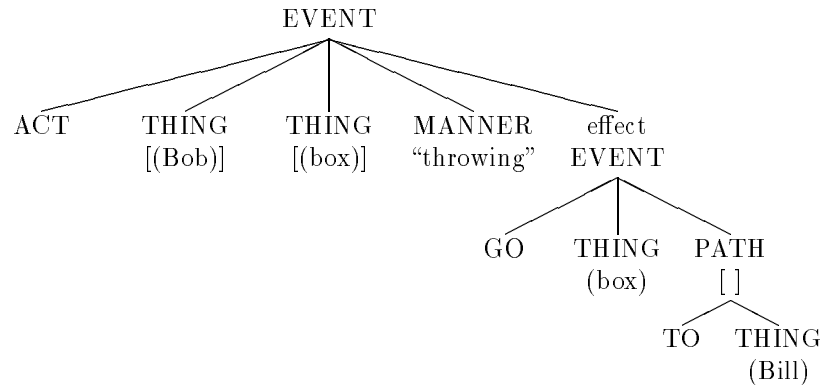 EVENT
ACT THING THING MANNER effect
[(Bob)] [(box)] “throwing” EVENT
GO THING PATH
(box) [ ]
TO THING
(Bill)